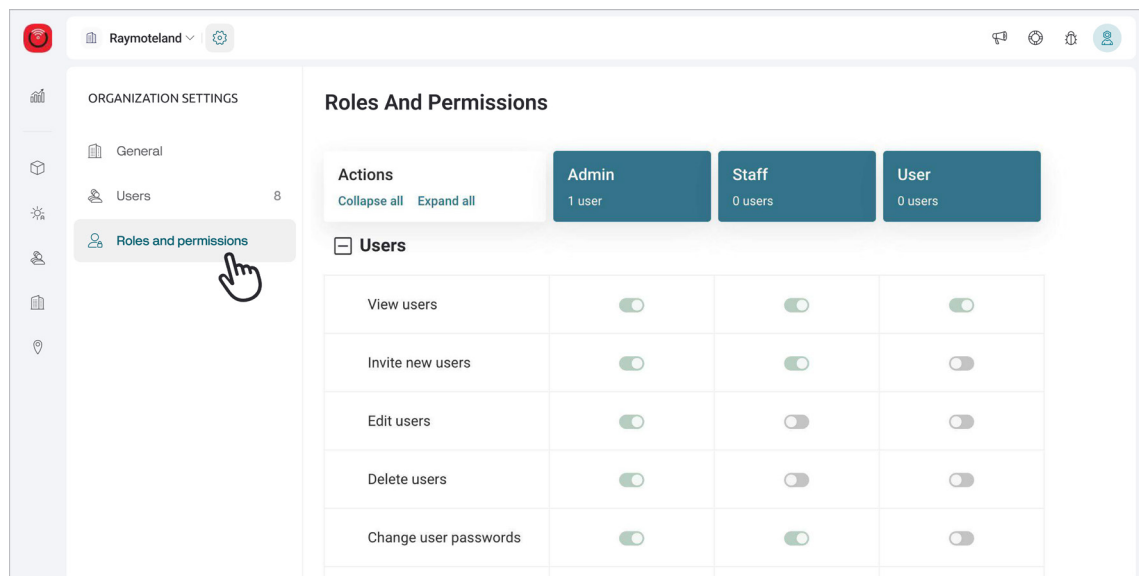 Raymoteland
ORGANIZATION SETTINGS
General
Users 8
Roles and permissions
Roles And Permissions
Actions
Collapse all Expand all
Admin
1 user
Staff
0 users
User
0 users
Users
View users
Invite new users
Edit users
Delete users
Change user passwords